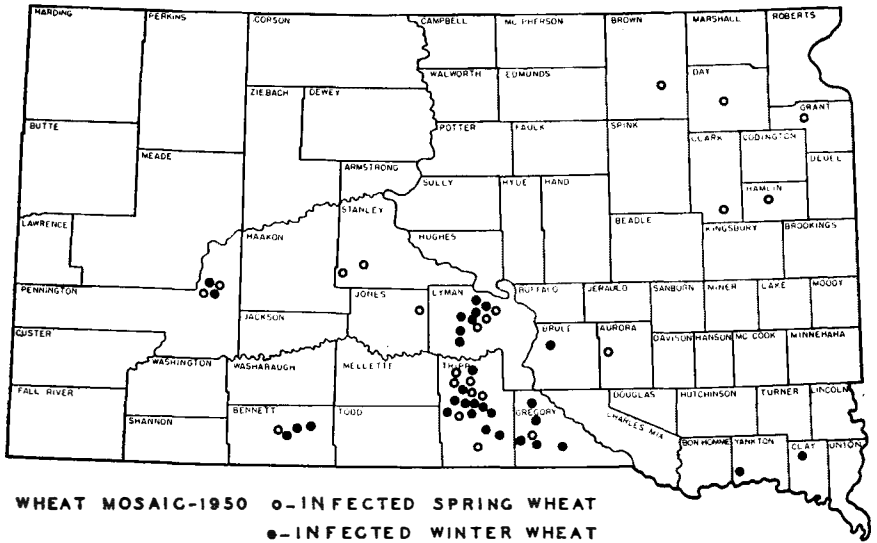 HARDING
PERKINS
CORSON
CAMPBELL
MC PHERSON
BROWN
MARSHALL
ROBERTS
WALWORTH
EDMUNDS
DAY
ZIEBACH
DEWEY
GRANT
BUTTE
POTTER
FAULK
SPINK
CLARK
CODINGTON
MEADE
DEUEL
ARMSTRONG
SULLY
HYDE
HAND
HAMLIN
STANLEY
LAWRENCE
HAAKON
HUGHES
BEADLE
KINGSBURY
BROOKINGS
PENNINGTON
JONES
LYMAN
BUFFALO
JERAULD
SANBORN
MINER
LAKE
MOODY
JACKSON
CUSTER
BRULE
AURORA
DAVISON
HANSON
MC COOK
MINNEHAHA
WASHINGTON
WASHABAUGH
MELLETTE
TRIPP
FALL RIVER
DOUGLAS
HUTCHINSON
TURNER
LINCOLN
SHANNON
BENNETT
TODD
GREGORY
CHARLES MIX
BON HOMME
YANKTON
CLAY
UNION
WHEAT MOSAIC-1950 o-INFECTED SPRING WHEAT
●-INFECTED WINTER WHEAT